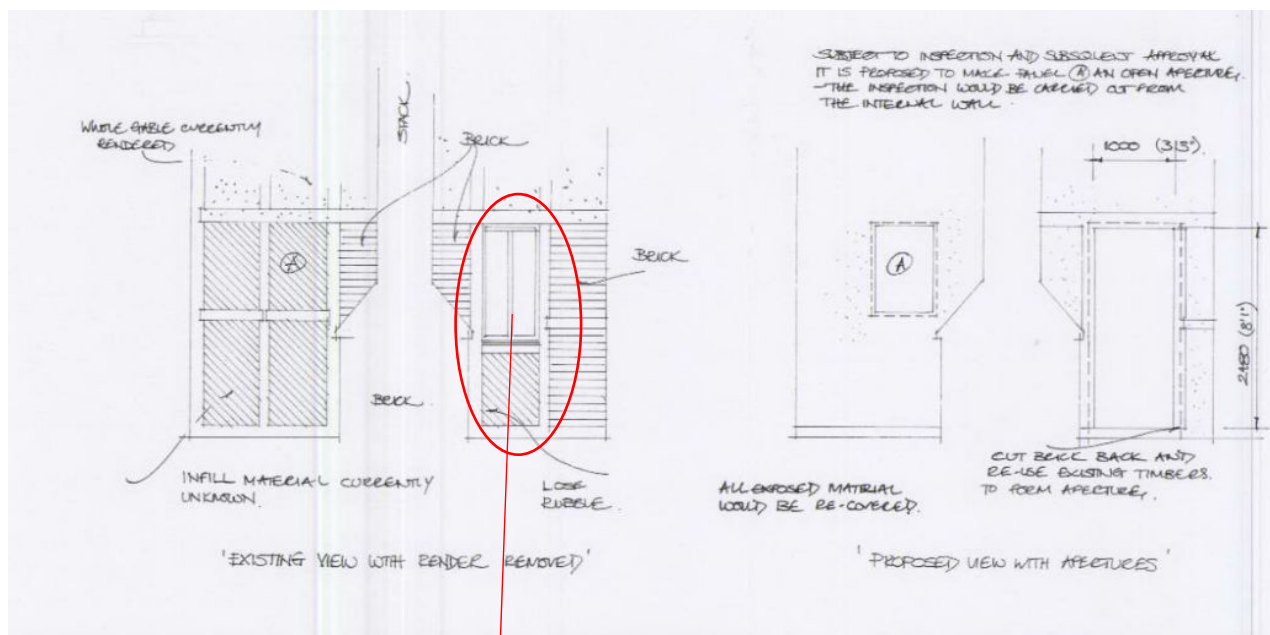 WHOLE GABLE CURRENTLY
RENDERED
STACK
BRICK
A
BRICK
BRICK.
INFILL MATERIAL CURRENTLY
UNKNOWN.
LOSE
RUBBLE.
'EXISTING VIEW WITH RENDER REMOVED'
SUBJECT TO INSPECTION AND SUBSEQUENT APPROVAL
IT IS PROPOSED TO MAKE PANEL A AN OPEN APERTURE.
-THE INSPECTION WOULD BE CARRIED OUT FROM
THE INTERNAL WALL.
1000 (3'3")
A
2480 (8'1")
CUT BRICK BACK AND
RE-USE EXISTING TIMBERS.
TO FORM APERTURE.
ALL EXPOSED MATRIAL
WOULD BE RE-COVERED.
'PROPOSED VIEW WITH APERTURES'